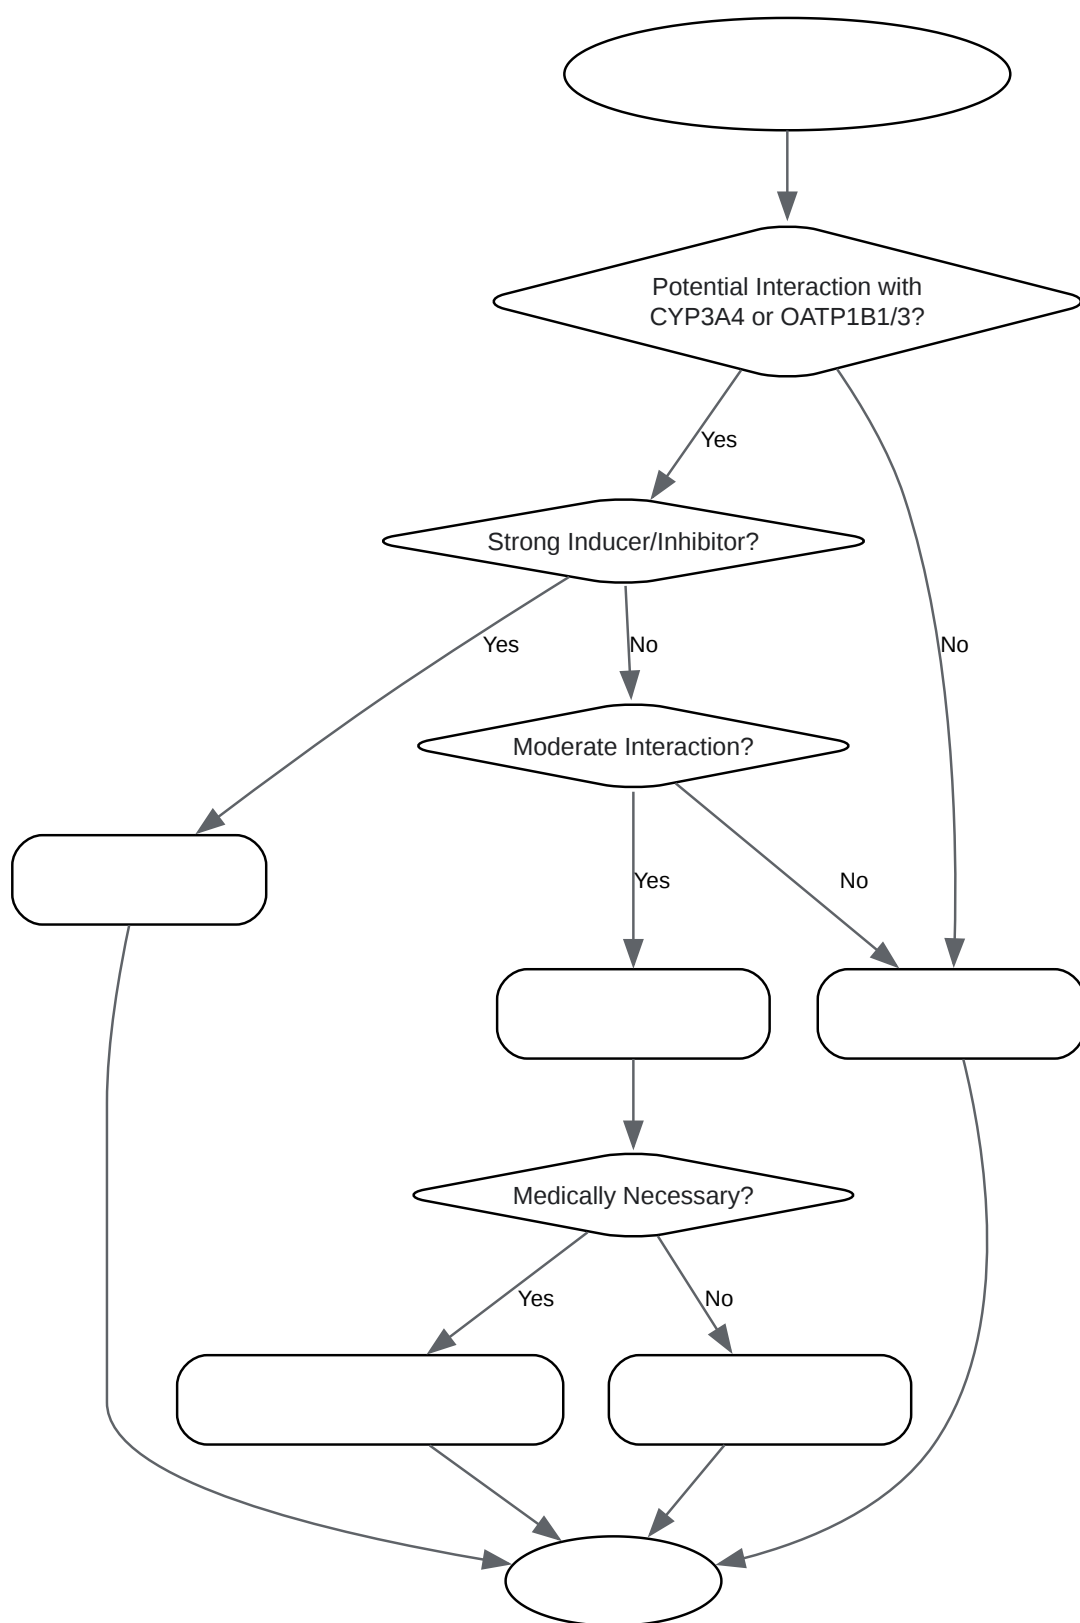 Potential Interaction with
CYP3A4 or OATP1B1/3?
Yes
Strong Inducer/Inhibitor?
Yes
No
No
Moderate Interaction?
Yes
No
Medically Necessary?
Yes
No